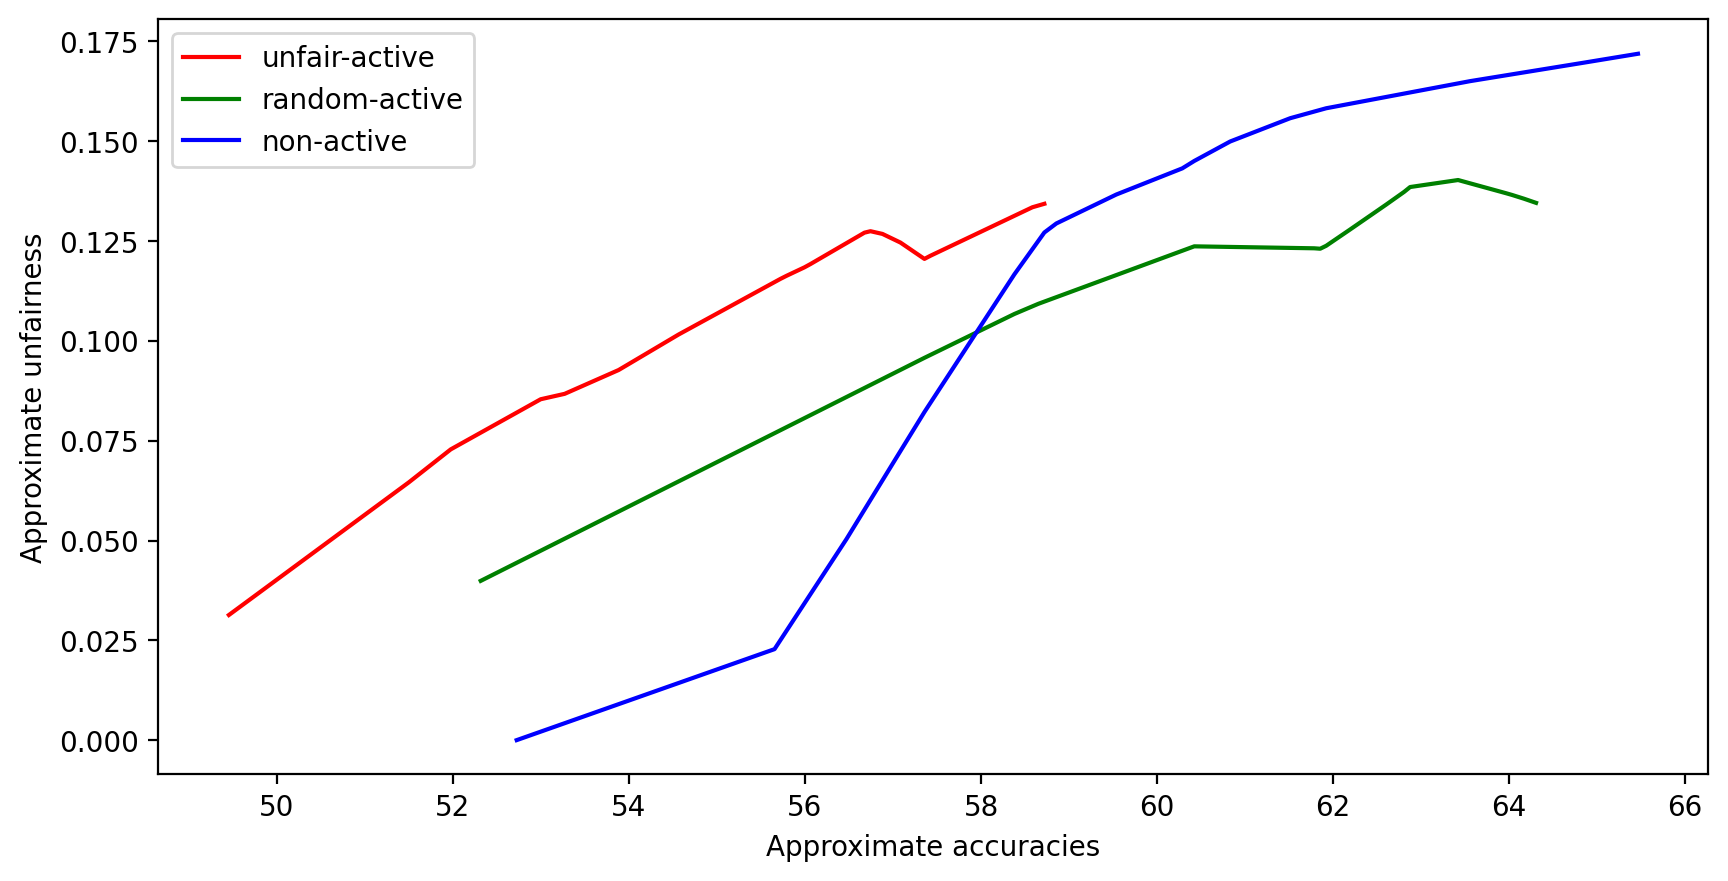 unfair-active
random-active
non-active
0.175
0.150
0.125
0.100
0.075
0.050
0.025
0.000
Approximate unfairness
50 52 54 56 58 60 62 64 66
Approximate accuracies